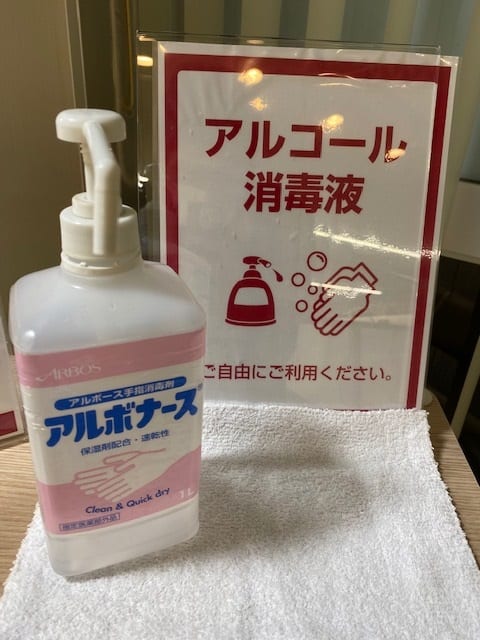 アルコール
消毒液
ご自由にご利用ください。
ARBOS
アルボース手指消毒剤
アルボナース
保湿剤配合・速乾性
Clean & Quick dry
1L
指定医薬部外品